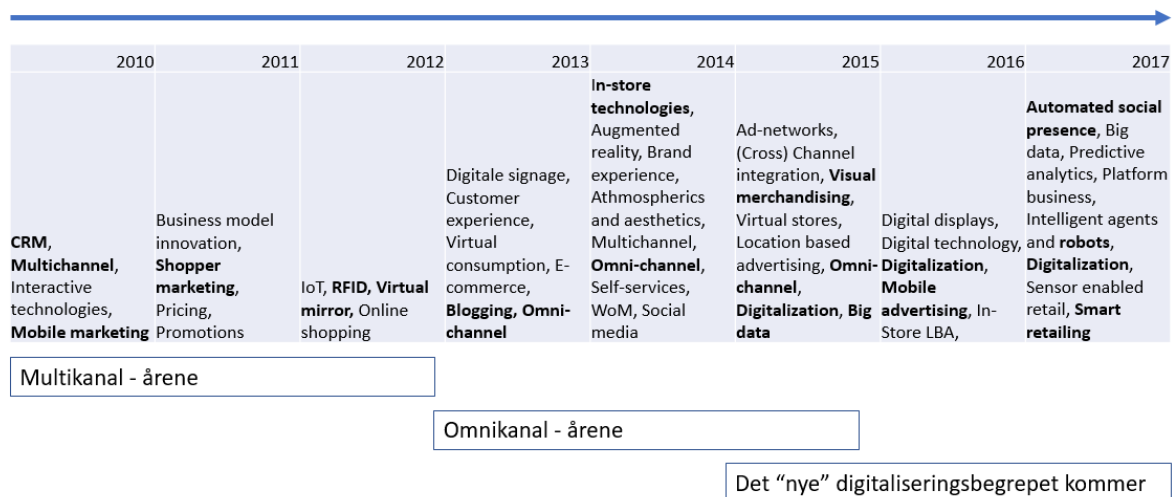 2010
2011
2012
2013
2014
2015
2016
2017
CRM,
Multichannel,
Interactive
technologies,
Mobile marketing
Business model
innovation,
Shopper
marketing,
Pricing,
Promotions
IoT, RFID, Virtual
mirror, Online
shopping
Digitale signage,
Customer
experience,
Virtual
consumption, E-
commerce,
Blogging, Omni-
channel
In-store
technologies,
Augmented
reality, Brand
experience,
Athmospherics
and aesthetics,
Multichannel,
Omni-channel,
Self-services,
WoM, Social
media
Ad-networks,
(Cross) Channel
integration, Visual
merchandising,
Virtual stores,
Location based
advertising, Omni-
channel,
Digitalization, Big
data
Digital displays,
Digital technology,
Digitalization,
Mobile
advertising, In-
Store LBA,
Automated social
presence, Big
data, Predictive
analytics, Platform
business,
Intelligent agents
and robots,
Digitalization,
Sensor enabled
retail, Smart
retailing
Multikanal - årene
Omnikanal - årene
Det “nye” digitaliseringsbegrepet kommer